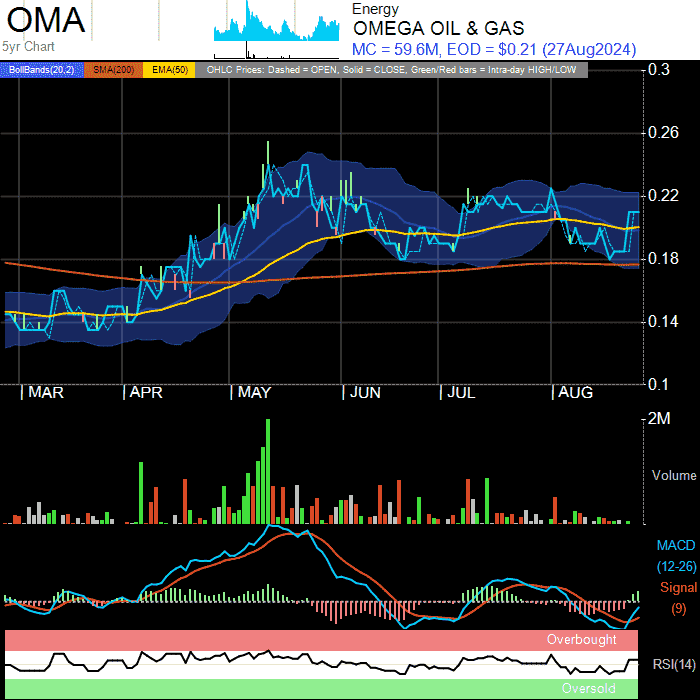 OMA
5yr Chart
Energy
OMEGA OIL & GAS
MC = 59.6M, EOD = $0.21 (27Aug2024)
BollBands(20,2) SMA(200) EMA(50) OHLC Prices: Dashed = OPEN, Solid = CLOSE, Green/Red bars = Intra-day HIGH/LOW
0.3
0.26
0.22
0.18
0.14
0.1
MAR APR MAY JUN JUL AUG
2M
Volume
MACD
(12-26)
Signal
(9)
Overbought
RSI(14)
Oversold